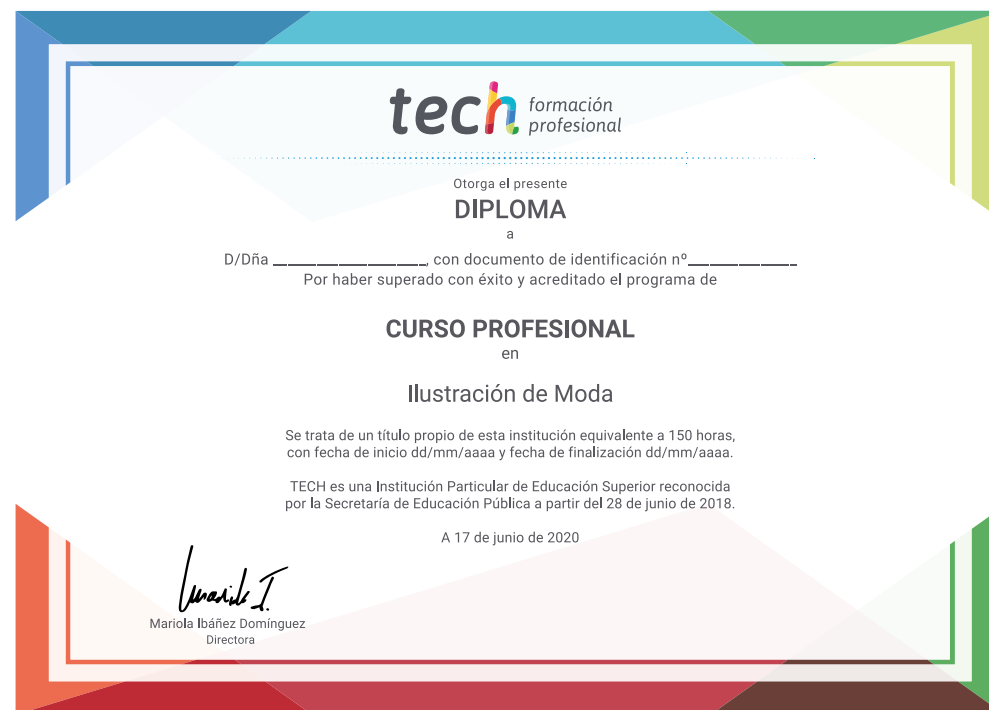 tech formación
profesional
Otorga el presente
DIPLOMA
a
D/Dña ______________________, con documento de identificación nº________________
Por haber superado con éxito y acreditado el programa de
CURSO PROFESIONAL
en
Ilustración de Moda
Se trata de un título propio de esta institución equivalente a 150 horas,
con fecha de inicio dd/mm/aaaa y fecha de finalización dd/mm/aaaa.
TECH es una Institución Particular de Educación Superior reconocida
por la Secretaría de Educación Pública a partir del 28 de junio de 2018.
A 17 de junio de 2020
Mariola Ibáñez Domínguez
Directora